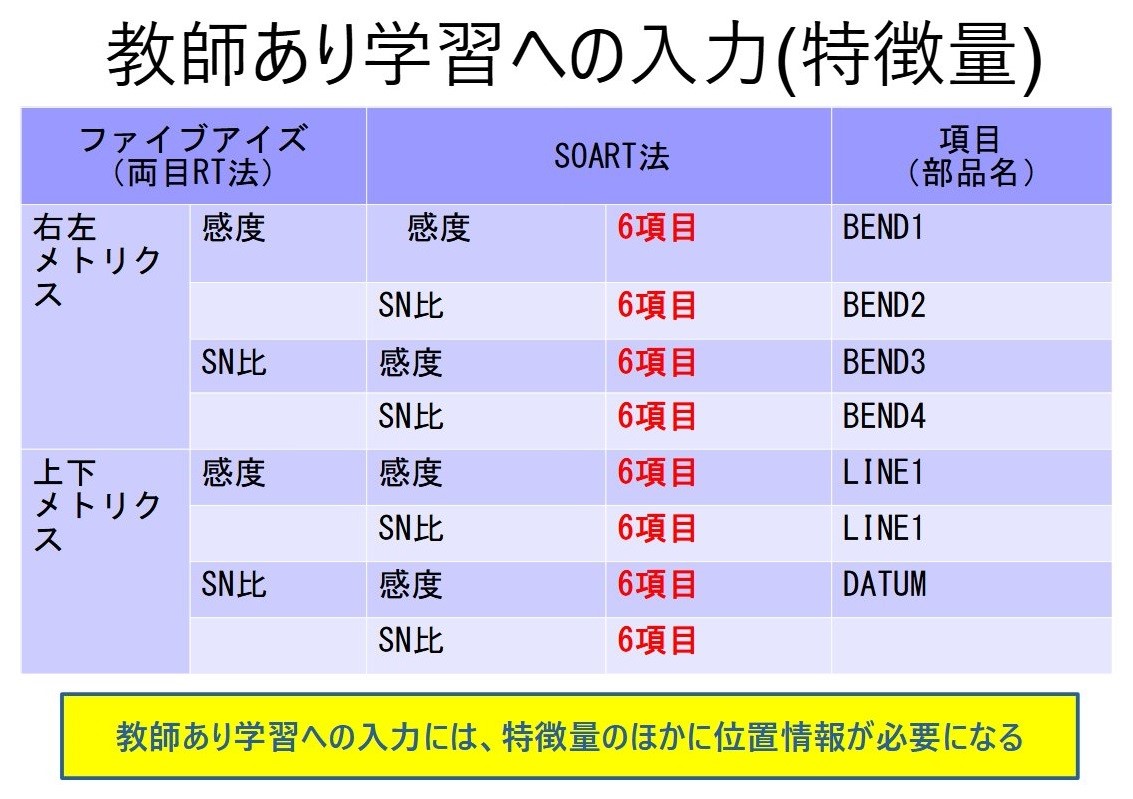 教師あり学習への入力(特徴量)
ファイブアイズ
（両目RT法）
SOART法
項目
（部品名）
右左
メトリク
ス
感度
感度
6項目
BEND1
SN比
6項目
BEND2
SN比
感度
6項目
BEND3
SN比
6項目
BEND4
上下
メトリク
ス
感度
感度
6項目
LINE1
SN比
6項目
LINE1
SN比
感度
6項目
DATUM
SN比
6項目
教師あり学習への入力には、特徴量のほかに位置情報が必要になる